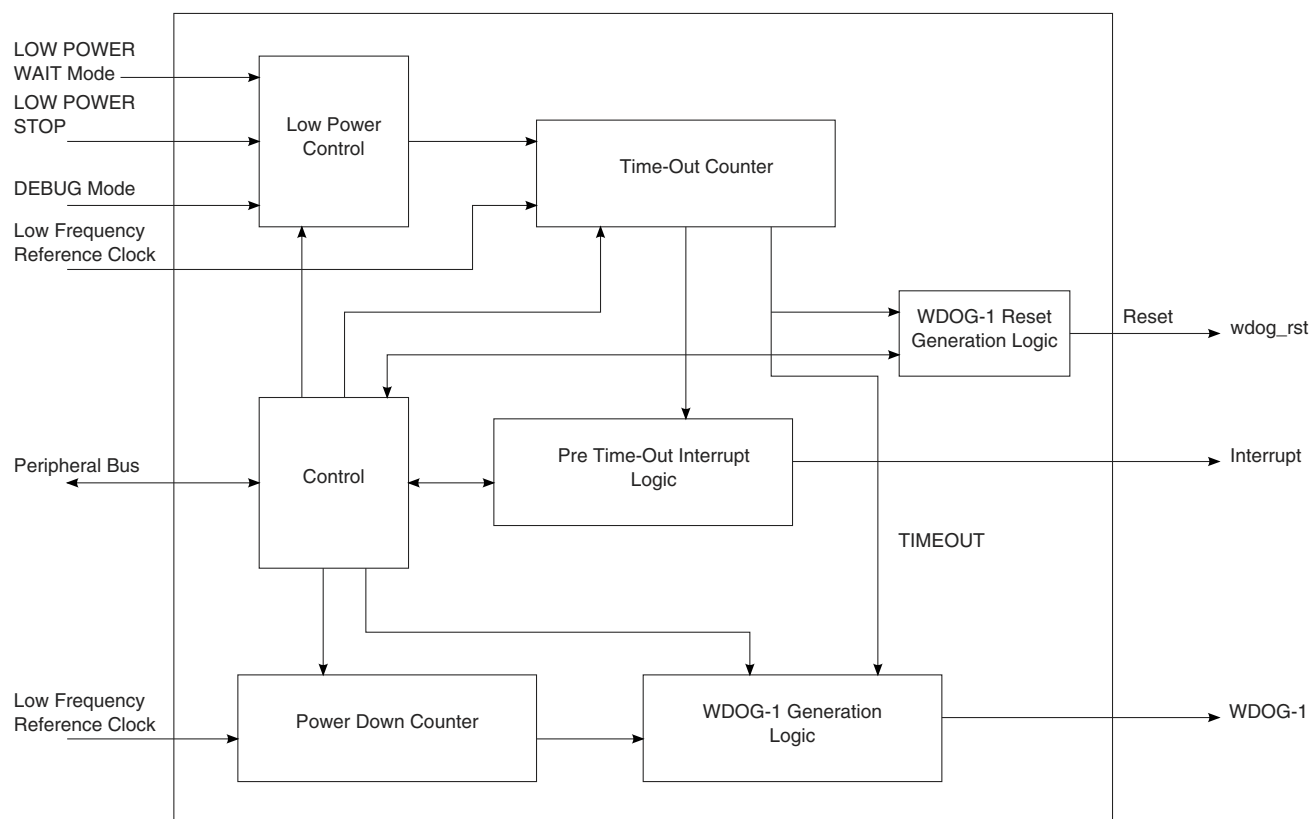 LOW POWER
WAIT Mode
LOW POWER
STOP
DEBUG Mode
Low Frequency
Reference Clock
Low Power
Control
Time-Out Counter
WDOG-1 Reset
Generation Logic
Reset
wdog_rst
Peripheral Bus
Control
Pre Time-Out Interrupt
Logic
Interrupt
TIMEOUT
Low Frequency
Reference Clock
Power Down Counter
WDOG-1 Generation
Logic
WDOG-1